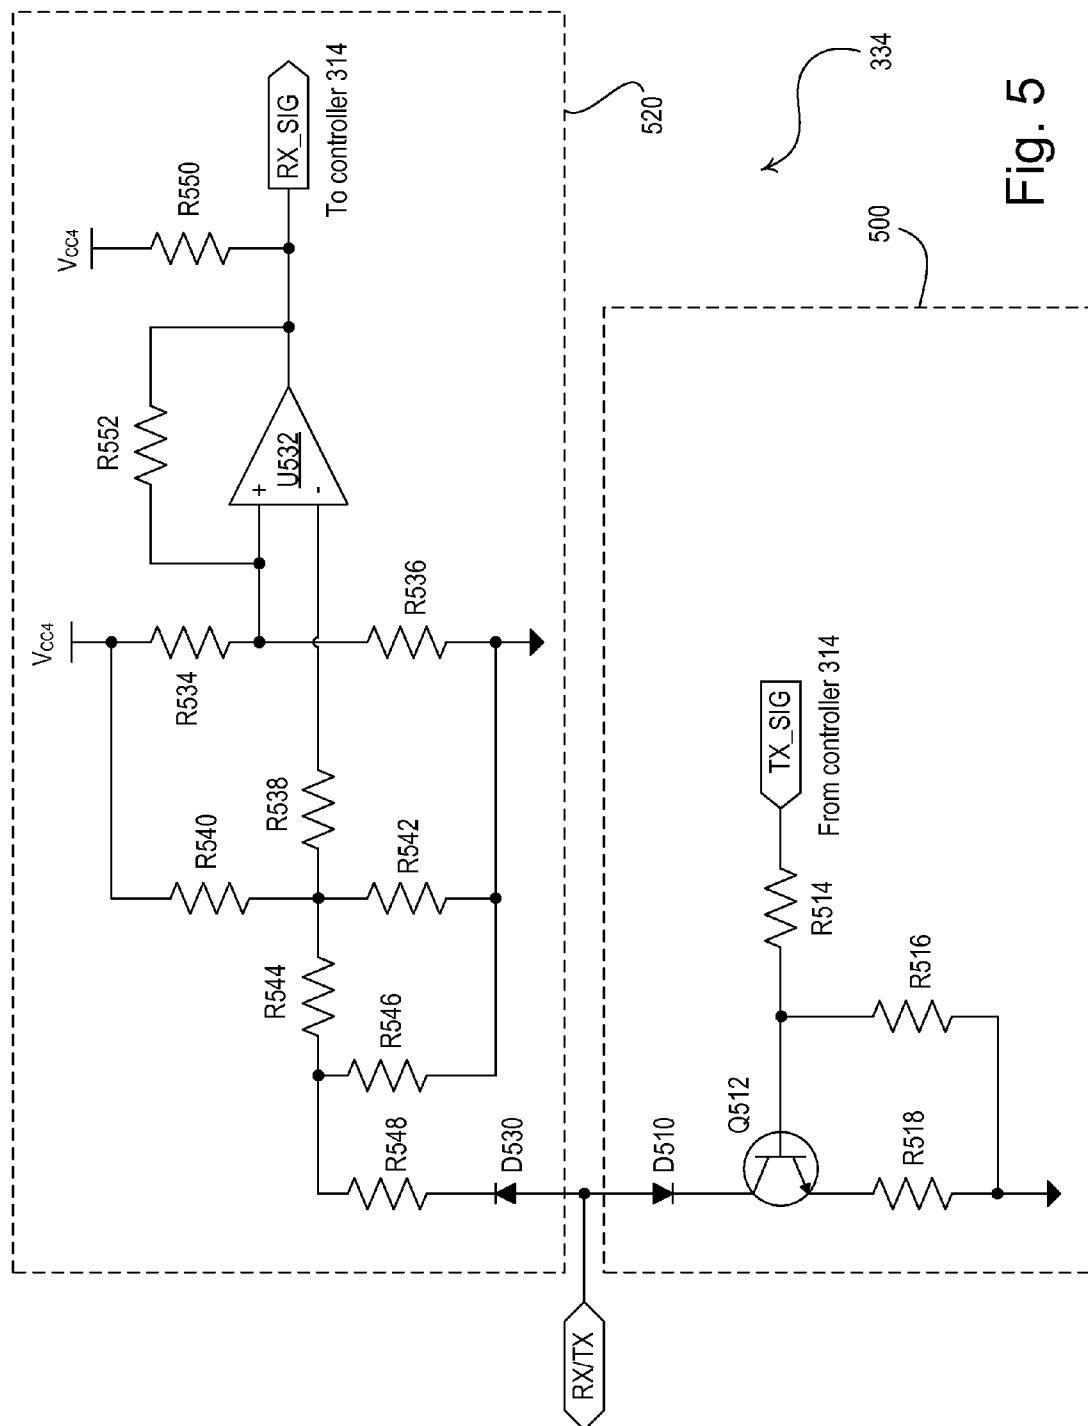 RX/TX
D530
R548
R546
R544
R540
R542
R538
Vcc4
R534
R536
R552
+
-
U532
Vcc4
R550
RX_SIG
To controller 314
520
D510
Q512
R518
R516
R514
TX_SIG
From controller 314
500
334
Fig. 5